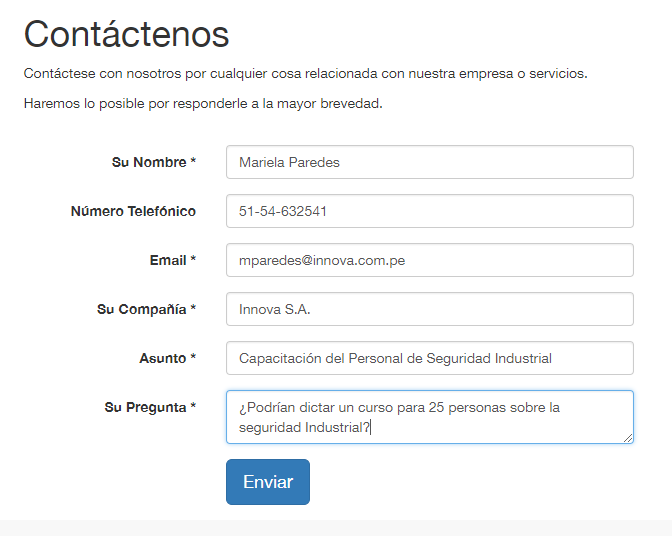 Contáctenos
Contáctese con nosotros por cualquier cosa relacionada con nuestra empresa o servicios.
Haremos lo posible por responderle a la mayor brevedad.
Su Nombre * Mariela Paredes
Número Telefónico 51-54-632541
Email * mparedes@innova.com.pe
Su Compañía * Innova S.A.
Asunto * Capacitación del Personal de Seguridad Industrial
Su Pregunta * ¿Podrían dictar un curso para 25 personas sobre la
seguridad Industrial?
Enviar